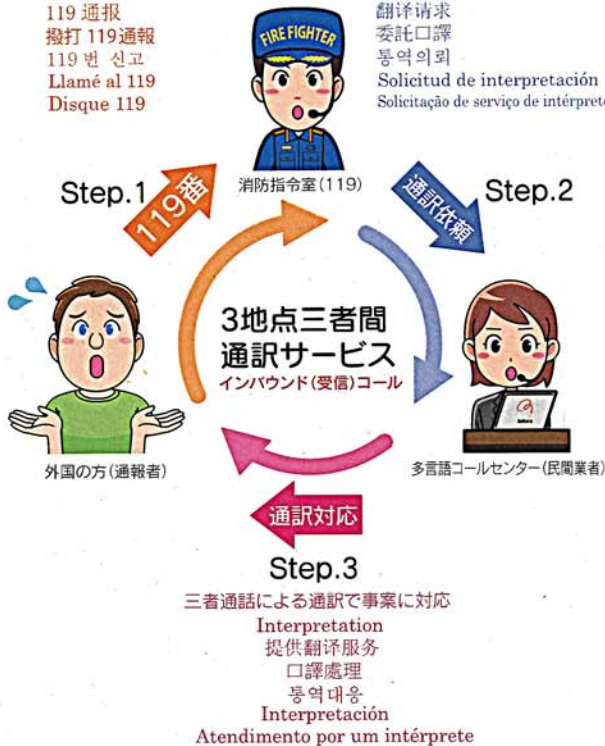 119 通报
撥打 119 通報
119 번 신고
Llamé al 119
Disque 119
FIRE FIGHTER
翻译请求
委託口譯
통역의뢰
Solicitud de interpretación
Solicitação de serviço de intérprete
消防指令室(119)
Step.1
119番
通訳依頼
Step.2
3地点三者間
通訳サービス
インバウンド(受信)コール
外国の方(通報者)
多言語コールセンター(民間業者)
通訳対応
Step.3
三者通話による通訳で事案に対応
Interpretation
提供翻译服务
口譯處理
통역대응
Interpretación
Atendimento por um intérprete